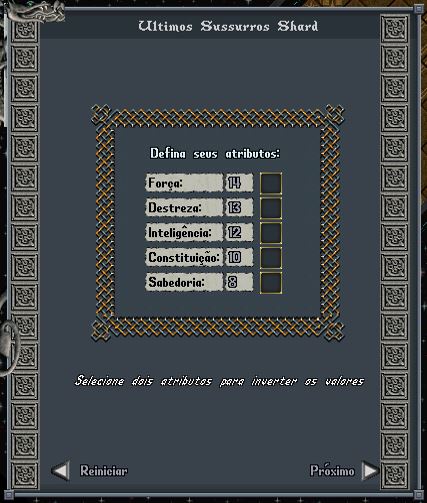 Ultimos Sussurros Shard
Defina seus atributos:
Força: 14
Destreza: 13
Inteligência: 12
Constituição: 10
Sabedoria: 8
Selecione dois atributos para inverter os valores
Reiniciar Próximo